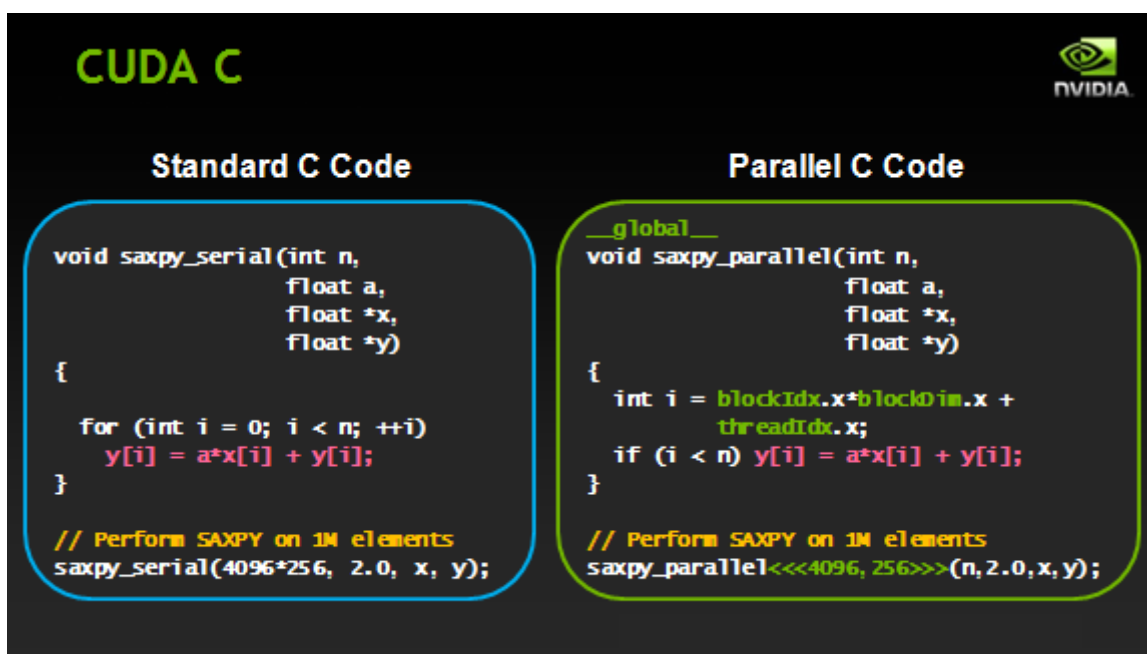 CUDA C
NVIDIA.
Standard C Code
void saxpy_serial(int n,
float a,
float *x,
float *y)
{
for (int i = 0; i < n; ++i)
y[i] = a*x[i] + y[i];
}
// Perform SAXPY on 1M elements
saxpy_serial(4096*256, 2.0, x, y);
Parallel C Code
__global__
void saxpy_parallel(int n,
float a,
float *x,
float *y)
{
int i = blockIdx.x*blockDim.x +
threadIdx.x;
if (i < n) y[i] = a*x[i] + y[i];
}
// Perform SAXPY on 1M elements
saxpy_parallel<<<4096,256>>>(n,2.0,x,y);